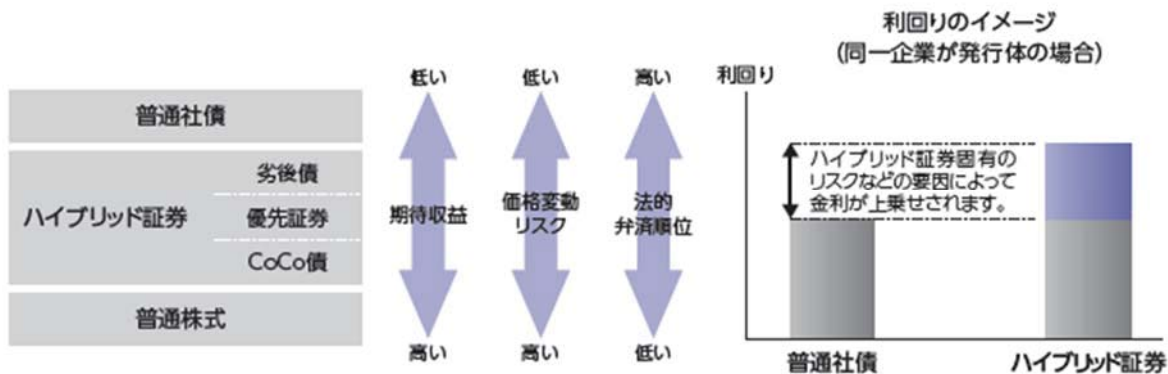 利回りのイメージ
(同一企業が発行体の場合)
低い
低い
高い
利回り
普通社債
ハイブリッド証券
劣後債
優先証券
CoCo債
普通株式
期待収益
価格変動
リスク
法的
弁済順位
高い
高い
低い
ハイブリッド証券固有の
リスクなどの要因によって
金利が上乗せされます。
普通社債
ハイブリッド証券